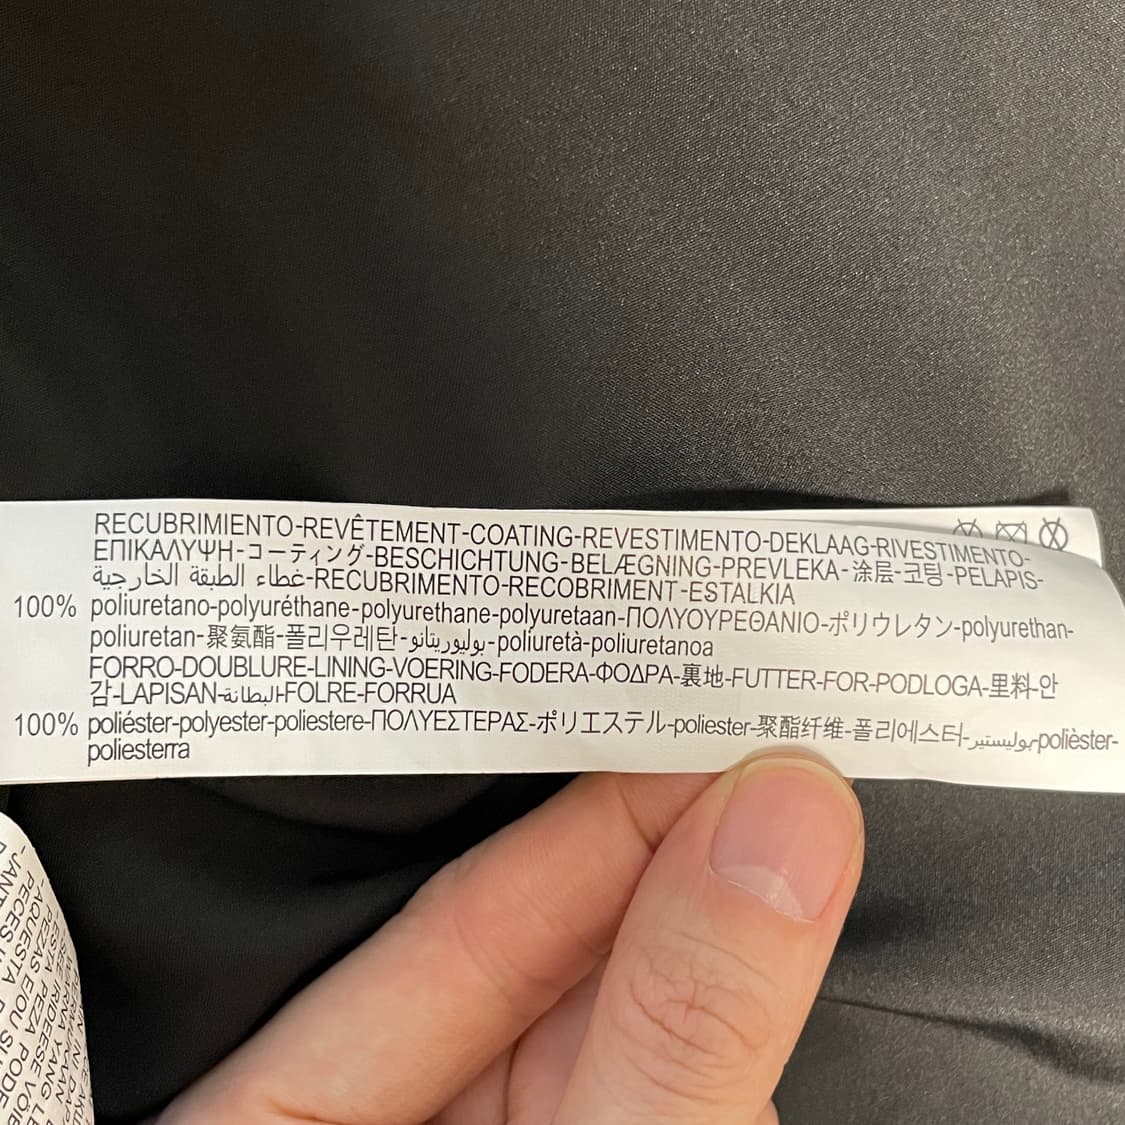 RECUBRIMIENTO-REVÊTEMENT-COATING-REVESTIMENTO-DEKLAAG-RIVESTIMENTO-
ΕΠΙΚΑΛΥΨΗ-コーティング-BESCHICHTUNG-BELÆGNING-PREVLEKA-涂层-코팅-PELAPIS-
غطاء الطبقة الخارجية-RECUBRIMENTO-RECOBRIMENT-ESTALKIA
100% poliuretano-polyuréthane-polyurethane-polyuretaan-ΠΟΛΥΟΥΡΕΘΑΝΙΟ-ポリウレタン-polyurethan-
poliuretan-聚氨酯-폴리우레탄-بوليوريتانو-poliuretà-poliuretanoa
FORRO-DOUBLURE-LINING-VOERING-FODERA-ΦΟΔΡΑ-裏地-FUTTER-FOR-PODLOGA-里料-안
감-LAPISAN-البطانة-FOLRE-FORRUA
100% poliéster-polyester-poliestere-ΠΟΛΥΕΣΤΕΡΑΣ-ポリエステル-poliester-聚酯纤维-폴리에스터-بوليستير-polièster-
poliesterra